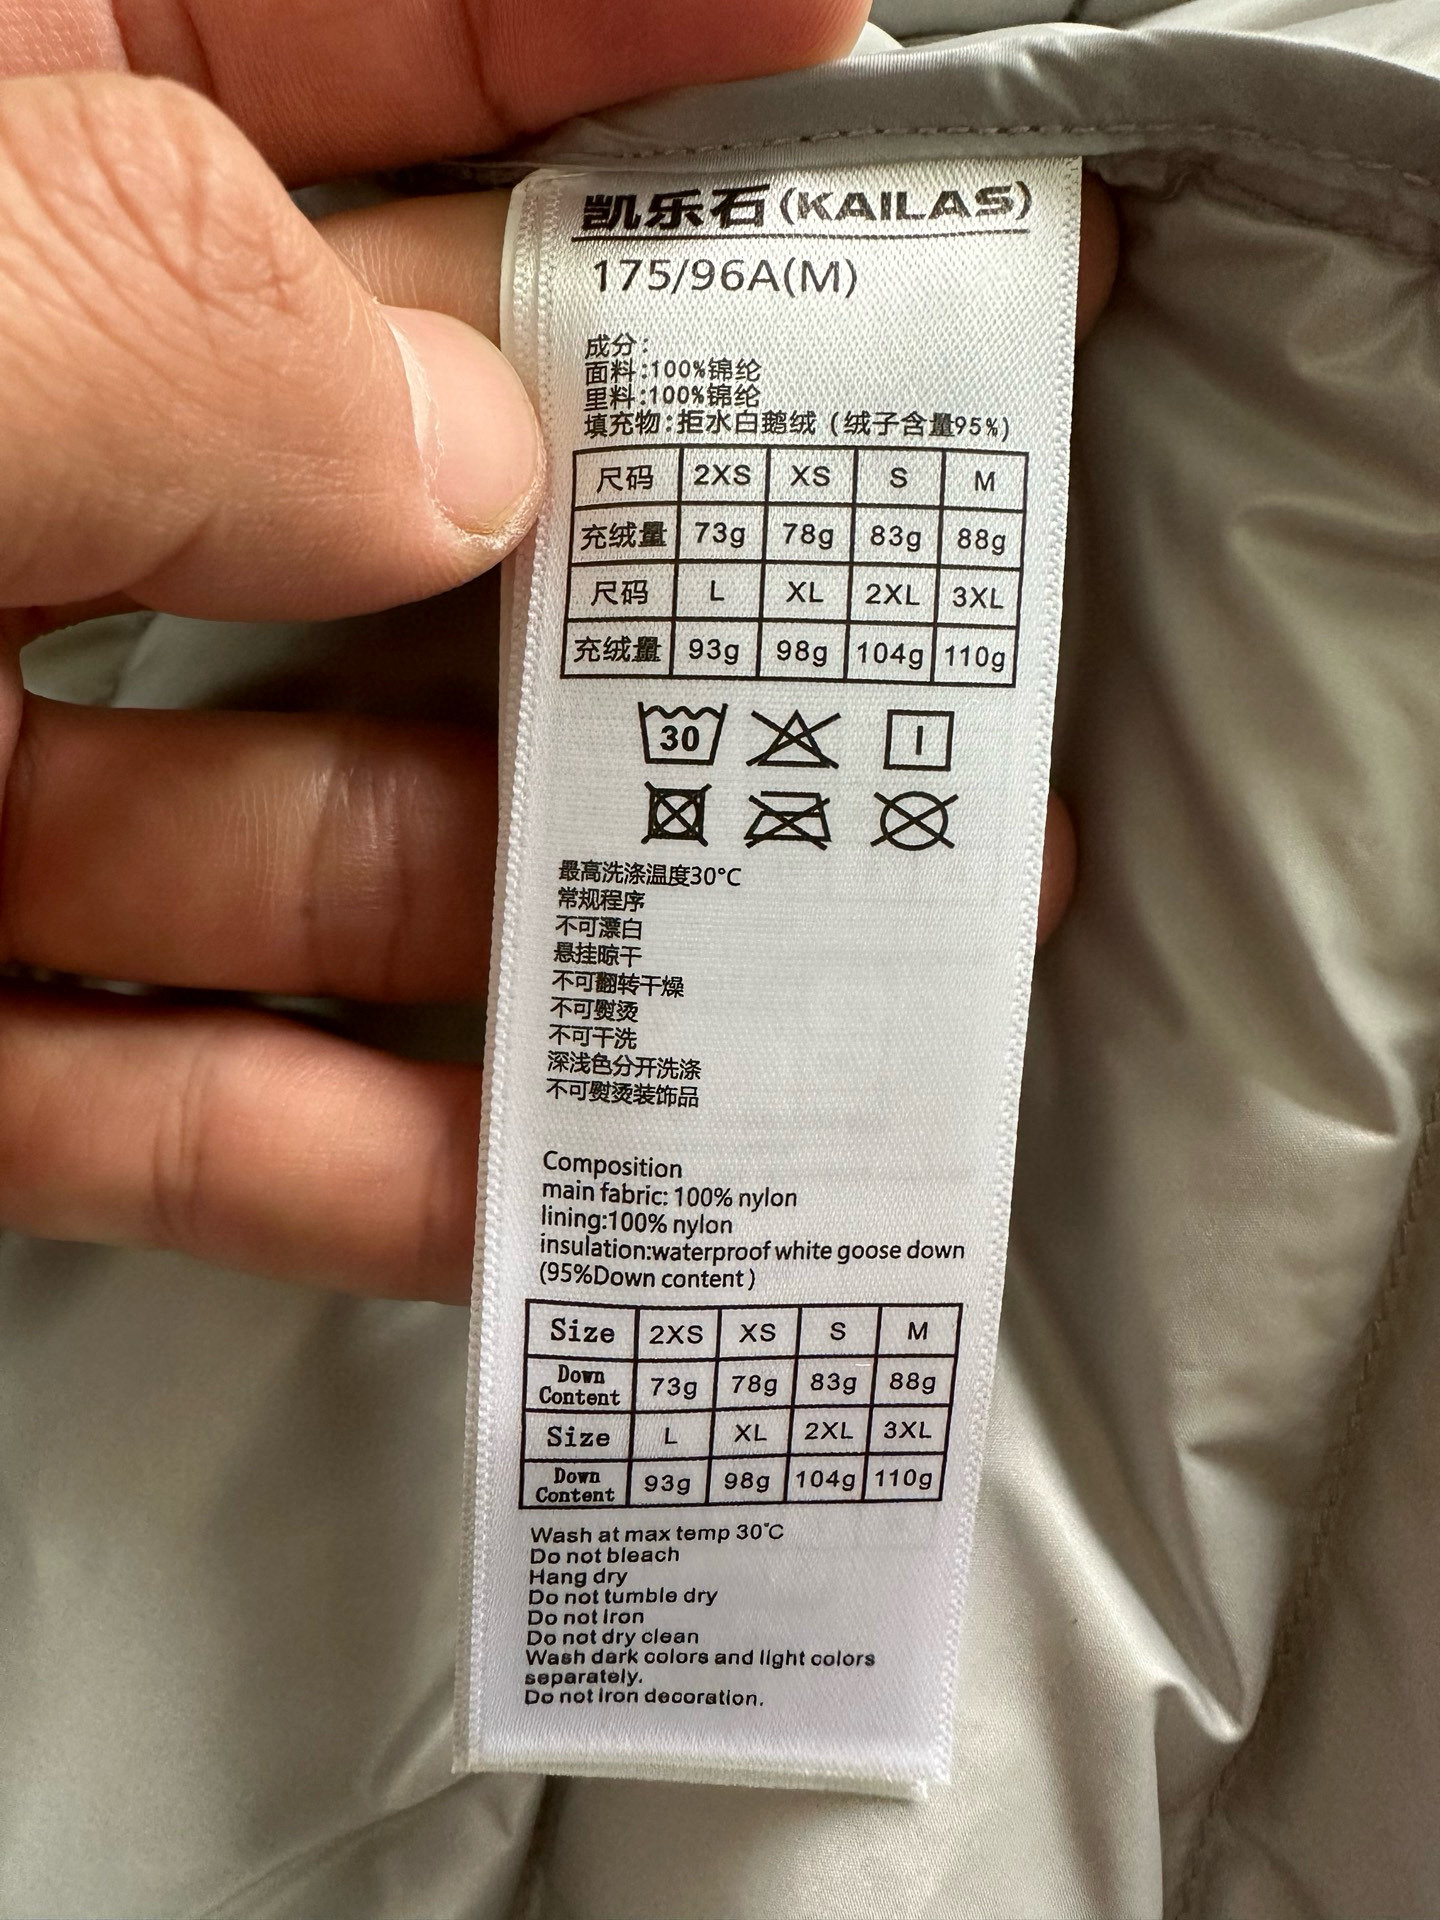 凯乐石(KAILAS)
175/96A(M)
成分:
面料:100%锦纶
里料:100%锦纶
填充物:拒水白鹅绒(绒子含量95%)
尺码 2XS XS S M
充绒量 73g 78g 83g 88g
尺码 L XL 2XL 3XL
充绒量 93g 98g 104g 110g
30
最高洗涤温度30°C
常规程序
不可漂白
悬挂晾干
不可翻转干燥
不可熨烫
不可干洗
深浅色分开洗涤
不可熨烫装饰品
Composition
main fabric: 100% nylon
lining:100% nylon
insulation:waterproof white goose down
(95%Down content)
Size 2XS XS S M
Down Content 73g 78g 83g 88g
Size L XL 2XL 3XL
Down Content 93g 98g 104g 110g
Wash at max temp 30°C
Do not bleach
Hang dry
Do not tumble dry
Do not iron
Do not dry clean
Wash dark colors and light colors
separately.
Do not iron decoration.